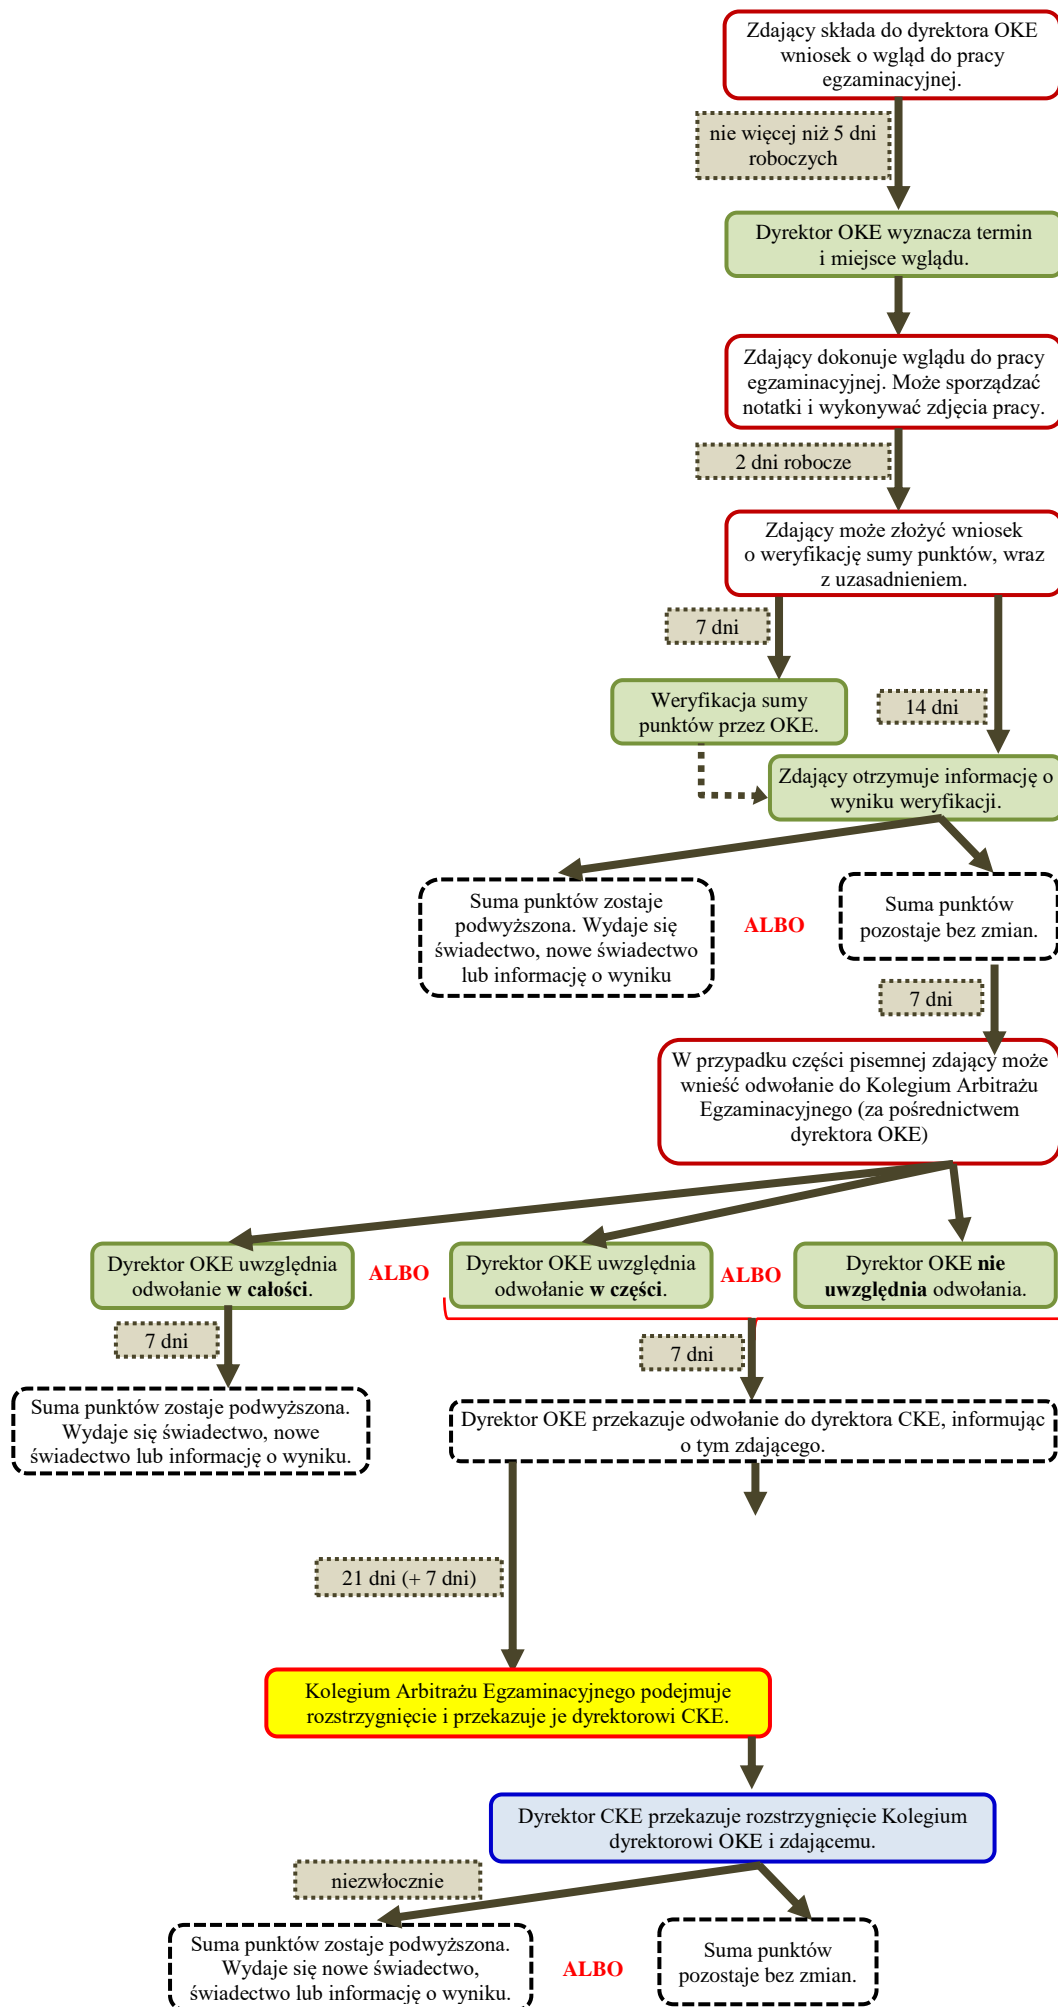 Zdający składa do dyrektora OKE
wniosek o wgląd do pracy
egzaminacyjnej.
nie więcej niż 5 dni
roboczych
Dyrektor OKE wyznacza termin
i miejsce wglądu.
Zdający dokonuje wglądu do pracy
egzaminacyjnej. Może sporządzać
notatki i wykonywać zdjęcia pracy.
2 dni robocze
Zdający może złożyć wniosek
o weryfikację sumy punktów, wraz
z uzasadnieniem.
7 dni
Weryfikacja sumy
punktów przez OKE.
14 dni
Zdający otrzymuje informację o
wyniku weryfikacji.
Suma punktów zostaje
podwyższona. Wydaje się
świadectwo, nowe świadectwo
lub informację o wyniku
ALBO
Suma punktów
pozostaje bez zmian.
7 dni
W przypadku części pisemnej zdający może
wnieść odwołanie do Kolegium Arbitrażu
Egzaminacyjnego (za pośrednictwem
dyrektora OKE)
Dyrektor OKE uwzględnia
odwołanie w całości.
ALBO
Dyrektor OKE uwzględnia
odwołanie w części.
ALBO
Dyrektor OKE nie
uwzględnia odwołania.
7 dni
7 dni
Suma punktów zostaje podwyższona.
Wydaje się świadectwo, nowe
świadectwo lub informację o wyniku.
Dyrektor OKE przekazuje odwołanie do dyrektora CKE, informując
o tym zdającego.
21 dni (+ 7 dni)
Kolegium Arbitrażu Egzaminacyjnego podejmuje
rozstrzygnięcie i przekazuje je dyrektorowi CKE.
Dyrektor CKE przekazuje rozstrzygnięcie Kolegium
dyrektorowi OKE i zdającemu.
niezwłocznie
Suma punktów zostaje podwyższona.
Wydaje się nowe świadectwo,
świadectwo lub informację o wyniku.
ALBO
Suma punktów
pozostaje bez zmian.